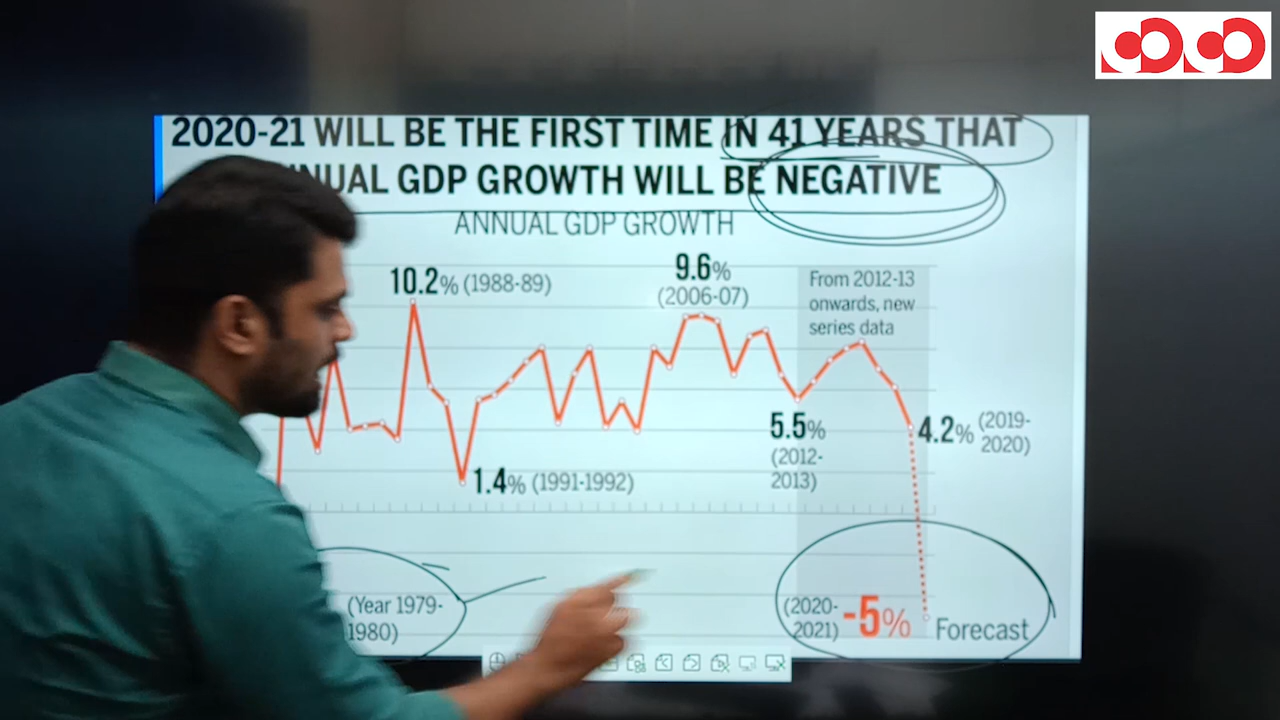 2020-21 WILL BE THE FIRST TIME IN 41 YEARS THAT
NUAL GDP GROWTH WILL BE NEGATIVE
ANNUAL GDP GROWTH
10.2% (1988-89)
9.6%
(2006-07)
From 2012-13
onwards, new
series data
5.5%
(2012-
2013)
4.2% (2019-
2020)
1.4% (1991-1992)
(Year 1979-
1980)
(2020-
2021) -5%
Forecast